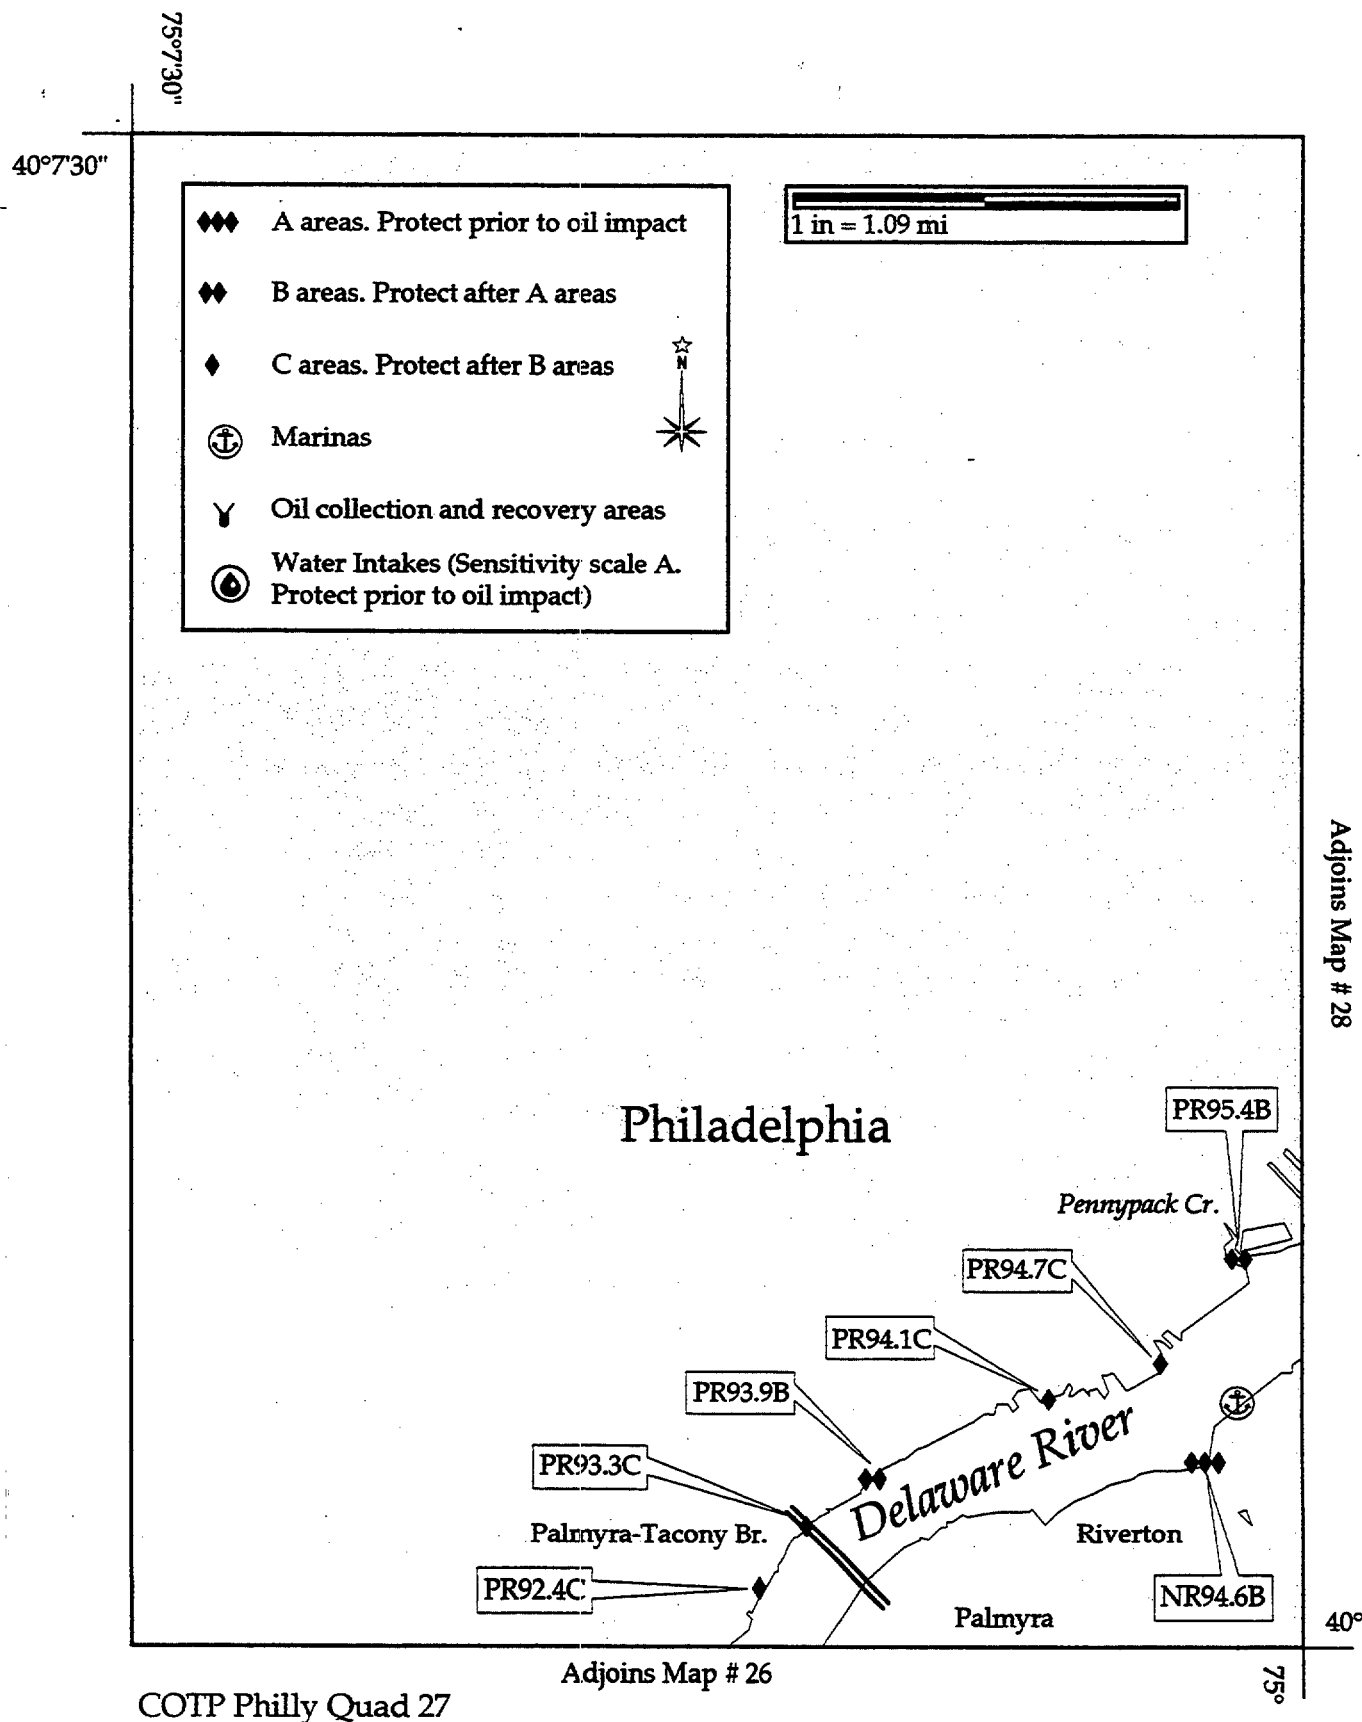 75°7'30"
40°7'30"
A areas. Protect prior to oil impact
B areas. Protect after A areas
C areas. Protect after B areas
Marinas
Oil collection and recovery areas
Water Intakes (Sensitivity scale A.
Protect prior to oil impact)
N
1 in = 1.09 mi
Adjoins Map # 28
Philadelphia
PR95.4B
Pennypack Cr.
PR94.7C
PR94.1C
PR93.9B
Delaware River
PR93.3C
Palmyra-Tacony Br.
Riverton
PR92.4C
NR94.6B
Palmyra
40°
Adjoins Map # 26
75°
COTP Philly Quad 27